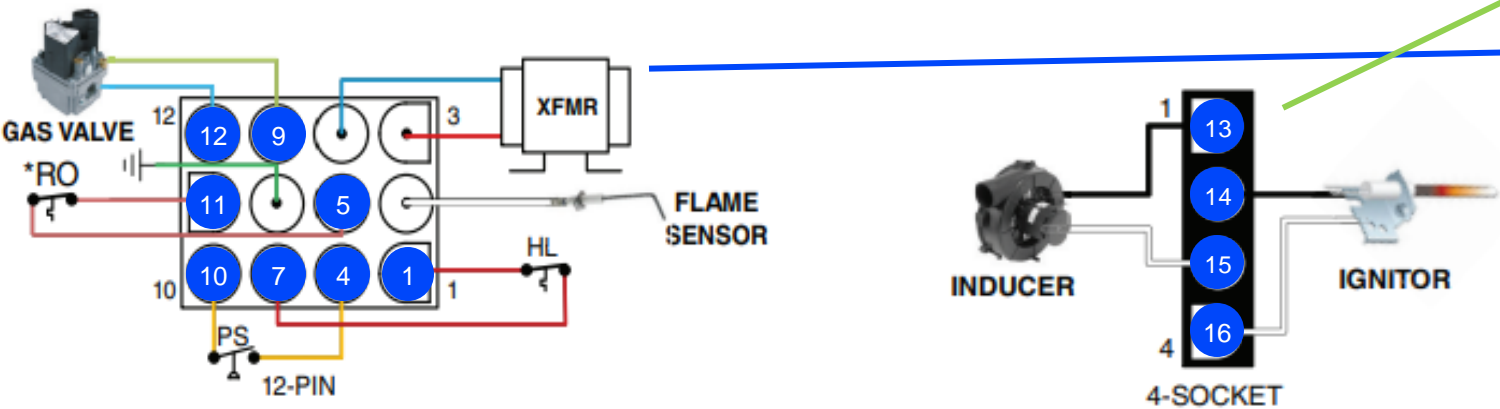 GAS VALVE
12
12
9
3
XFMR
*RO
11
5
FLAME
SENSOR
10
10
7
4
1
1
HL
PS
12-PIN
1
13
14
15
4
16
INDUCER
IGNITOR
4-SOCKET